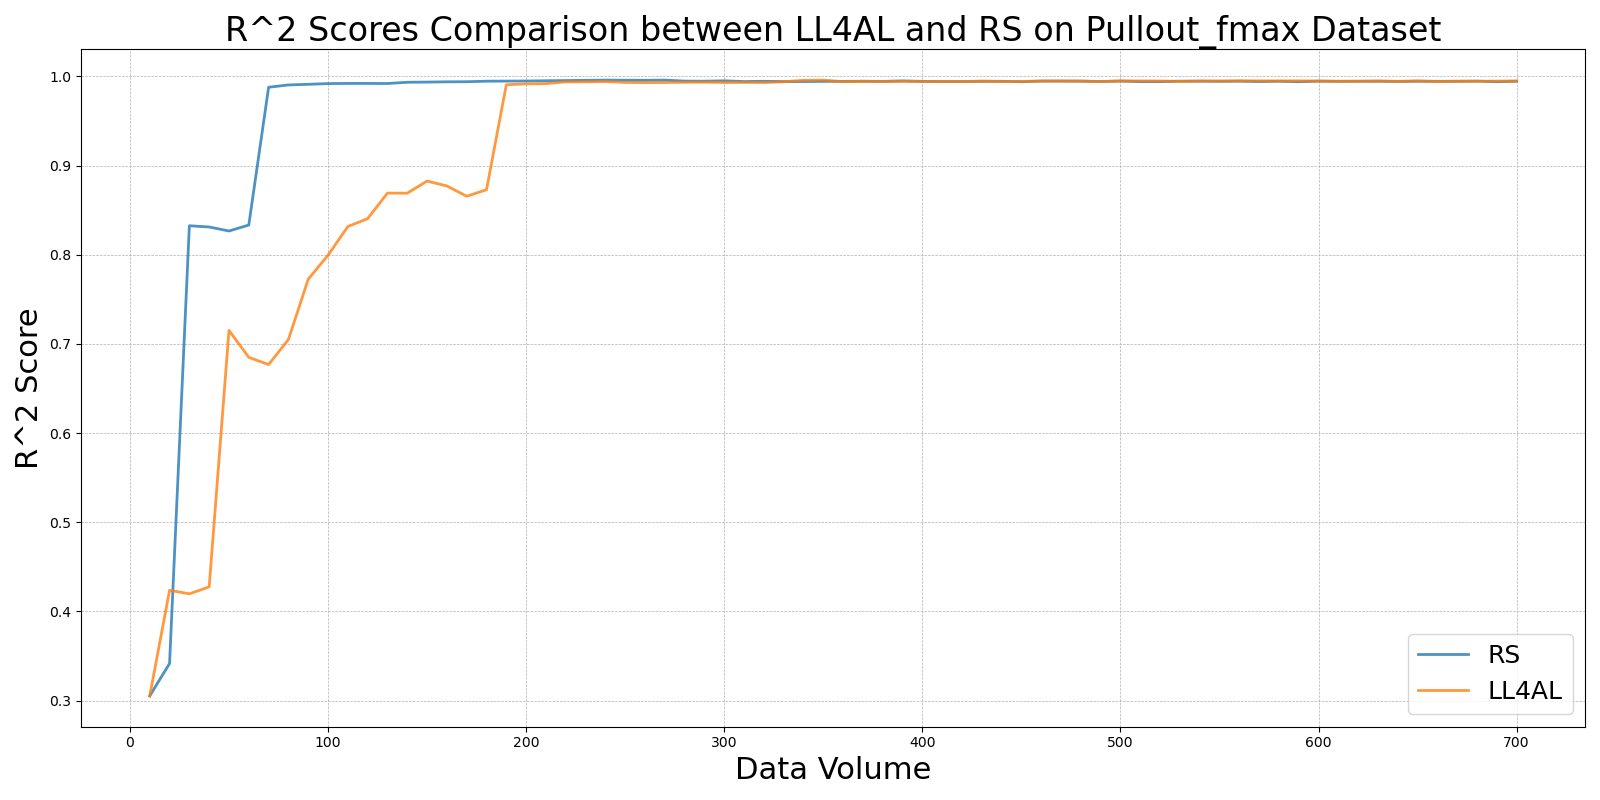 R^2 Scores Comparison between LL4AL and RS on Pullout_fmax Dataset
R^2 Score
1.0
0.9
0.8
0.7
0.6
0.5
0.4
0.3
0 100 200 300 400 500 600 700
Data Volume
RS
LL4AL